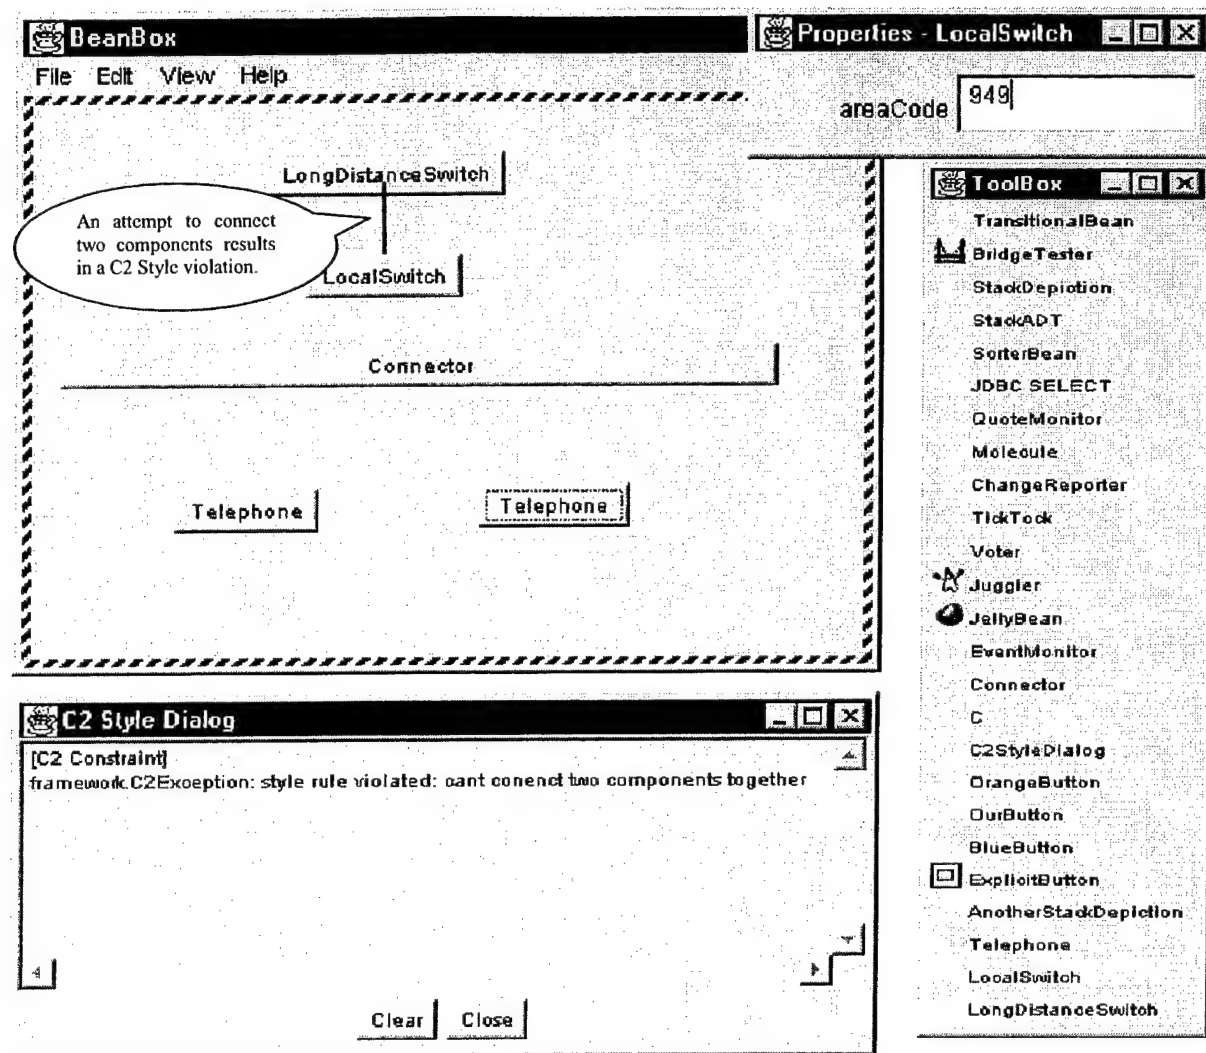 BeanBox
File Edit View Help
LongDistanceSwitch
An attempt to connect
two components results
in a C2 Style violation.
LocalSwitch
Connector
Telephone
Telephone
Properties - LocalSwitch
areaCode 949
ToolBox
TransitionalBean
BridgeTester
StackDepiction
StackADT
SorterBean
JDBC SELECT
QuoteMonitor
Molecule
ChangeReporter
TickTock
Voter
Juggler
JellyBean
EventMonitor
Connector
C
C2StyleDialog
OrangeButton
OurButton
BlueButton
ExplicitButton
AnotherStackDepiction
Telephone
LocalSwitch
LongDistanceSwitch
C2 Style Dialog
[C2 Constraint]
framework.C2Exception: style rule violated: cant conenct two components together
Clear Close